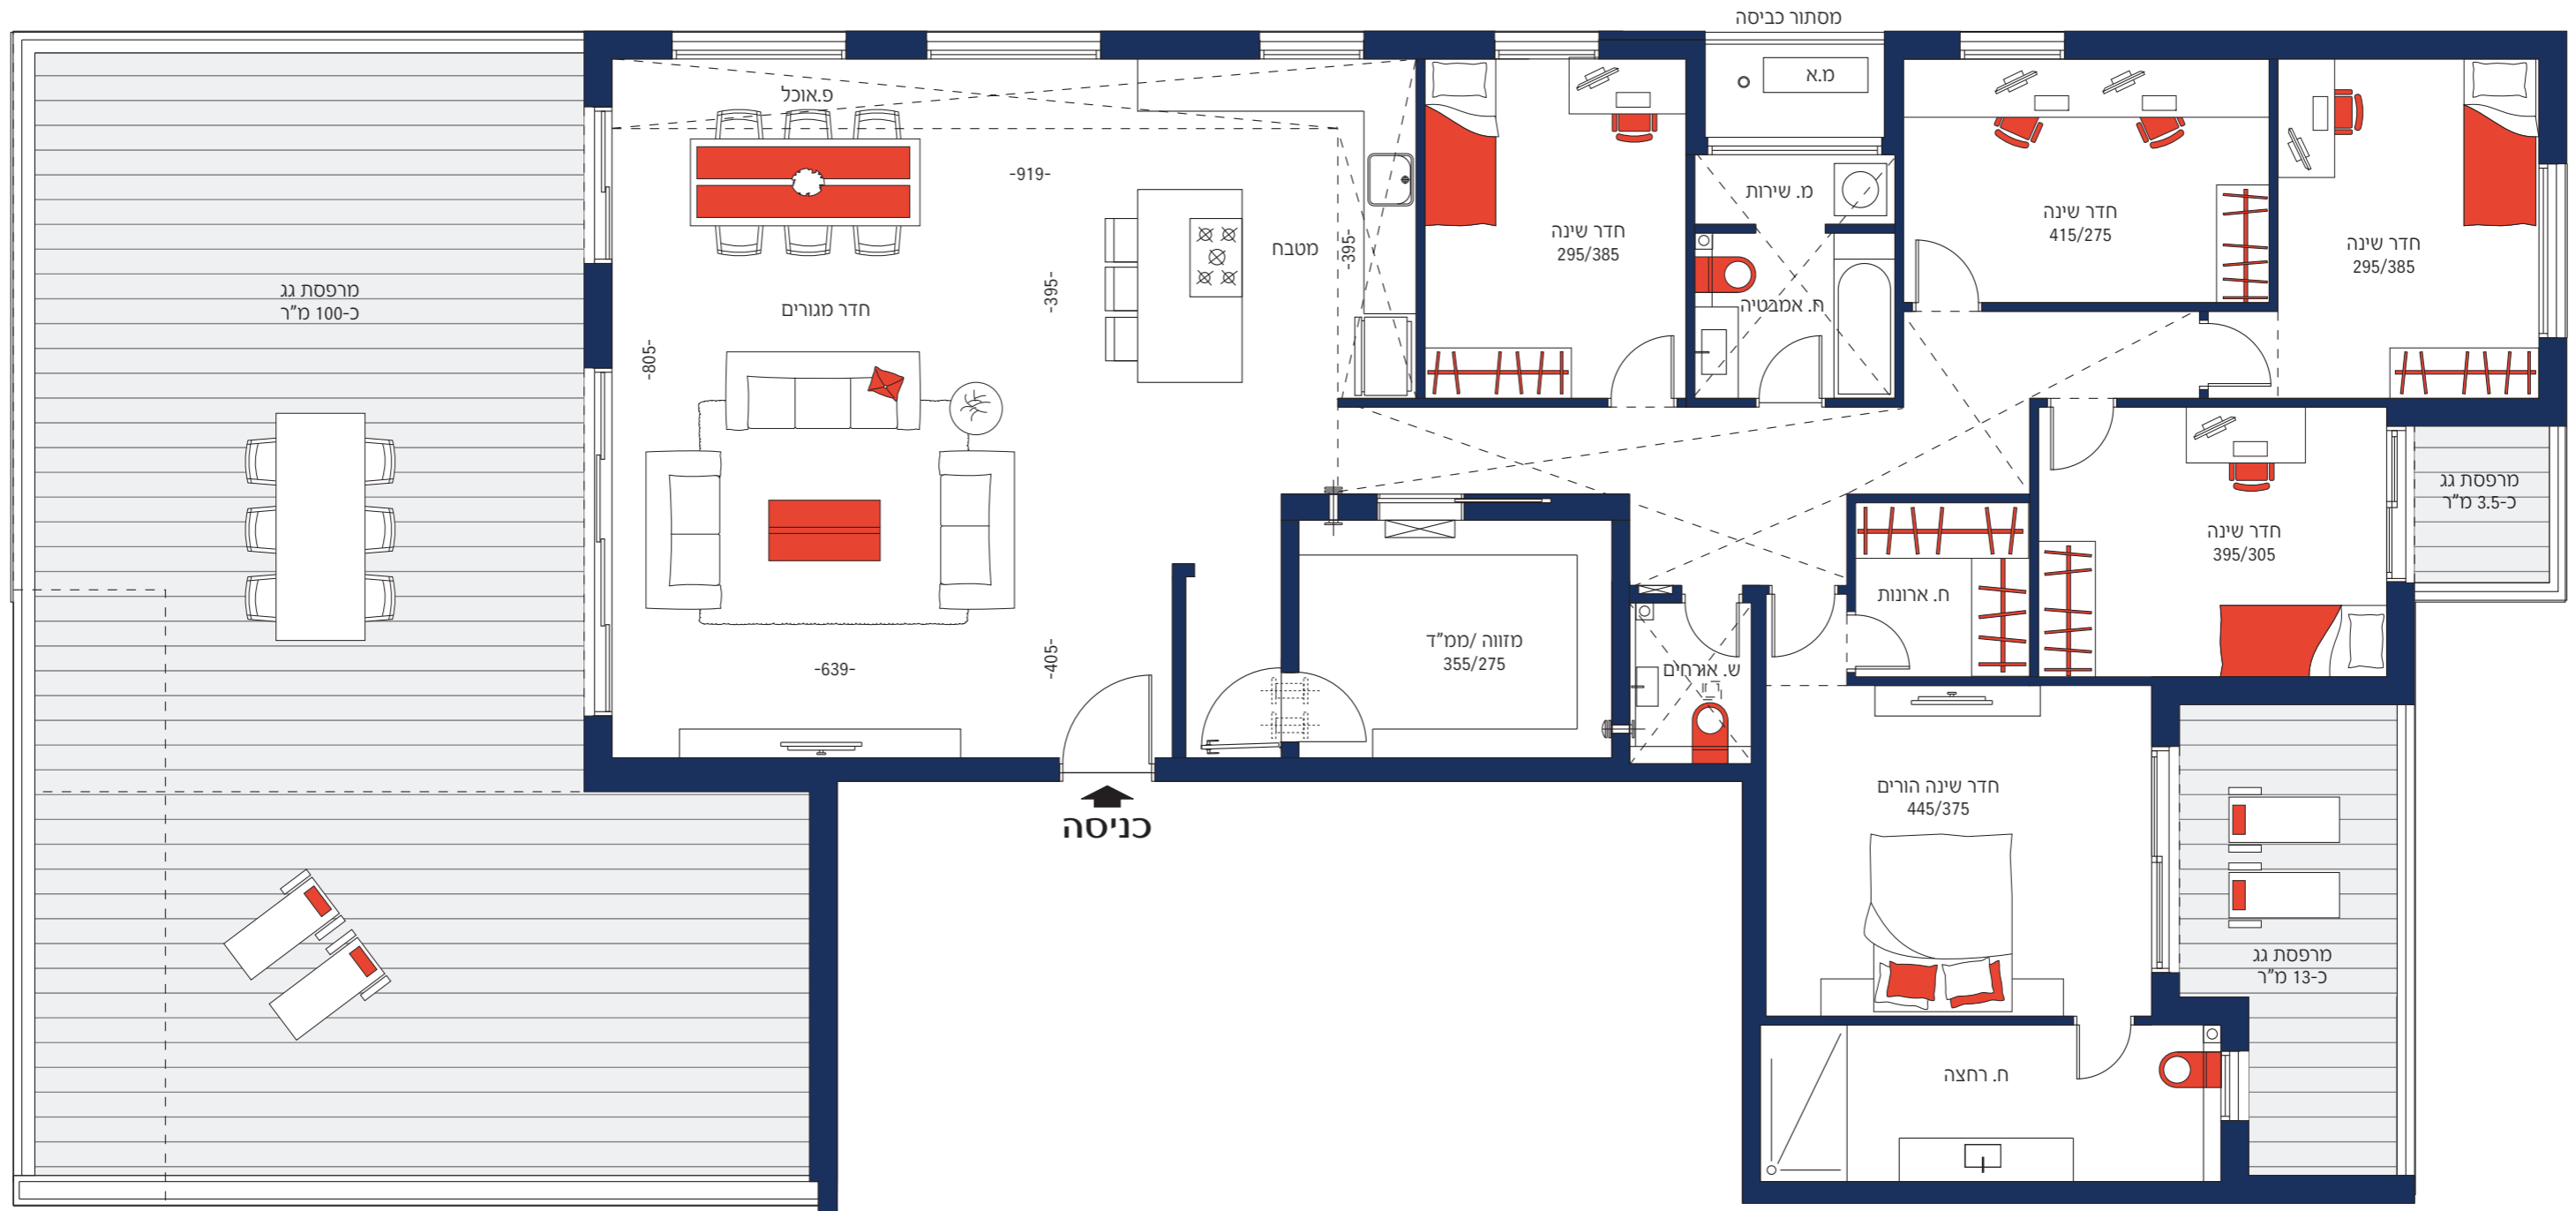 מסתור כביסה
מ.א
פ.אוכל
-919-
מ. שירות
חדר שינה
415/275
חדר שינה
295/385
חדר שינה
295/385
מטבח
-395-
-395-
מרפסת גג
כ-100 מ"ר
חדר מגורים
ח. אמבטיה
-805-
מרפסת גג
כ-3.5 מ"ר
חדר שינה
395/305
ח. ארונות
מזווה /ממ"ד
355/275
ש. אורחים
-639-
-405-
חדר שינה הורים
445/375
כניסה
מרפסת גג
כ-13 מ"ר
ח. רחצה